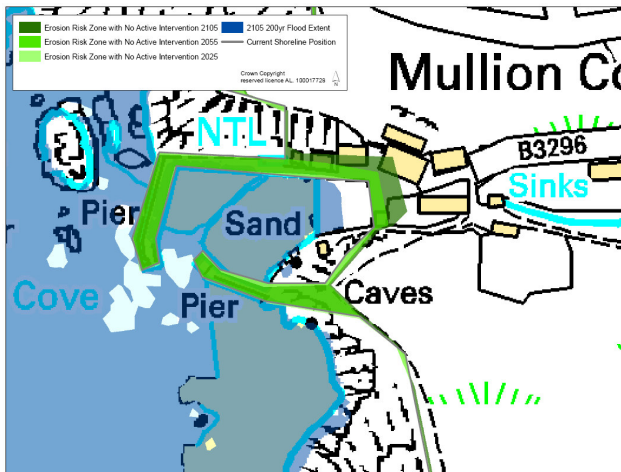 Erosion Risk Zone with No Active Intervention 2105
Erosion Risk Zone with No Active Intervention 2055
Erosion Risk Zone with No Active Intervention 2025
2105 200yr Flood Extent
Current Shoreline Position
Crown Copyright
reserved licence AL. 100017728
N
Mullion Co
NTL
B3296
Sinks
Pier
Sand
Cove
Pier
Caves